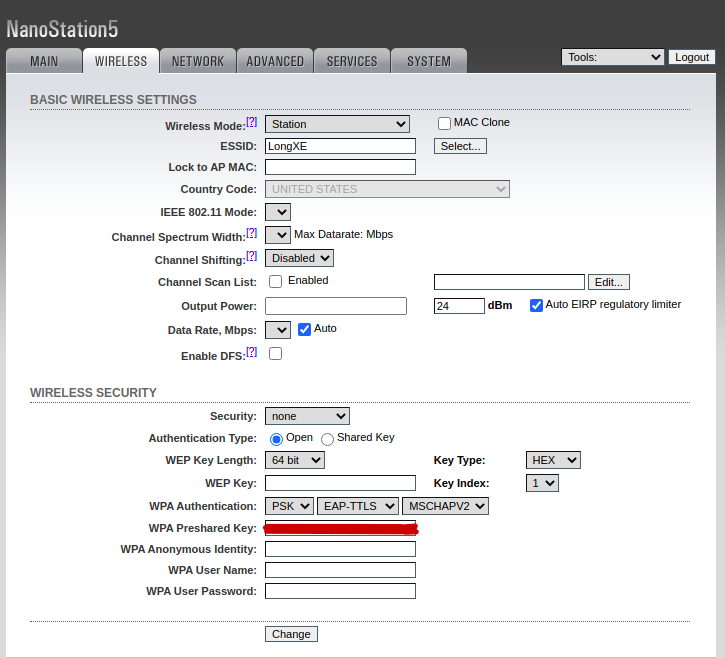 NanoStation5
MAIN WIRELESS NETWORK ADVANCED SERVICES SYSTEM Tools: Logout
BASIC WIRELESS SETTINGS
Wireless Mode:[?] Station MAC Clone
ESSID: LongXE Select...
Lock to AP MAC:
Country Code: UNITED STATES
IEEE 802.11 Mode:
Channel Spectrum Width:[?] Max Datarate: Mbps
Channel Shifting:[?] Disabled
Channel Scan List: Enabled Edit...
Output Power: 24 dBm Auto EIRP regulatory limiter
Data Rate, Mbps: Auto
Enable DFS:[?]
WIRELESS SECURITY
Security: none
Authentication Type: Open Shared Key
WEP Key Length: 64 bit Key Type: HEX
WEP Key: Key Index: 1
WPA Authentication: PSK EAP-TTLS MSCHAPV2
WPA Preshared Key:
WPA Anonymous Identity:
WPA User Name:
WPA User Password:
Change